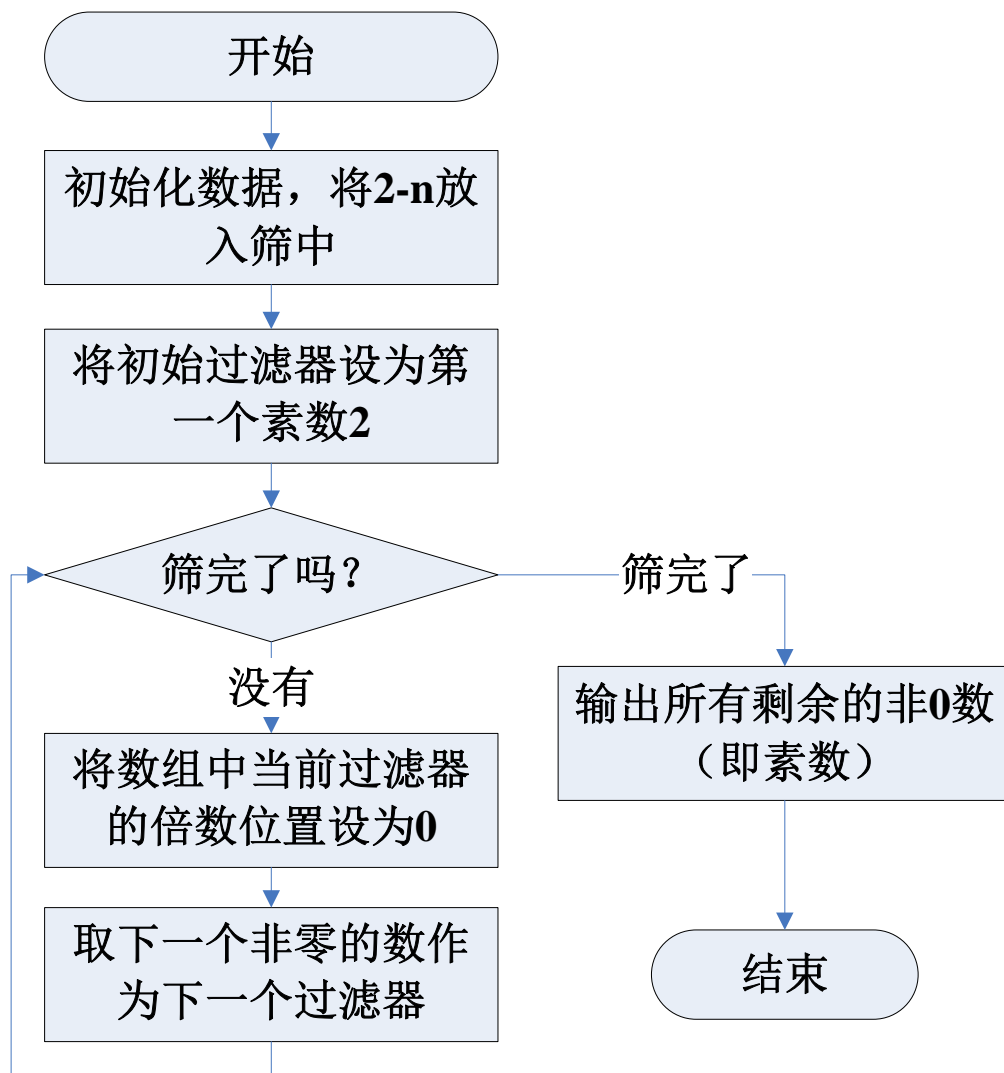 开始
初始化数据，将2-n放
入筛中
将初始过滤器设为第
一个素数2
筛完了吗？
筛完了
没有
将数组中当前过滤器
的倍数位置设为0
输出所有剩余的非0数
（即素数）
取下一个非零的数作
为下一个过滤器
结束